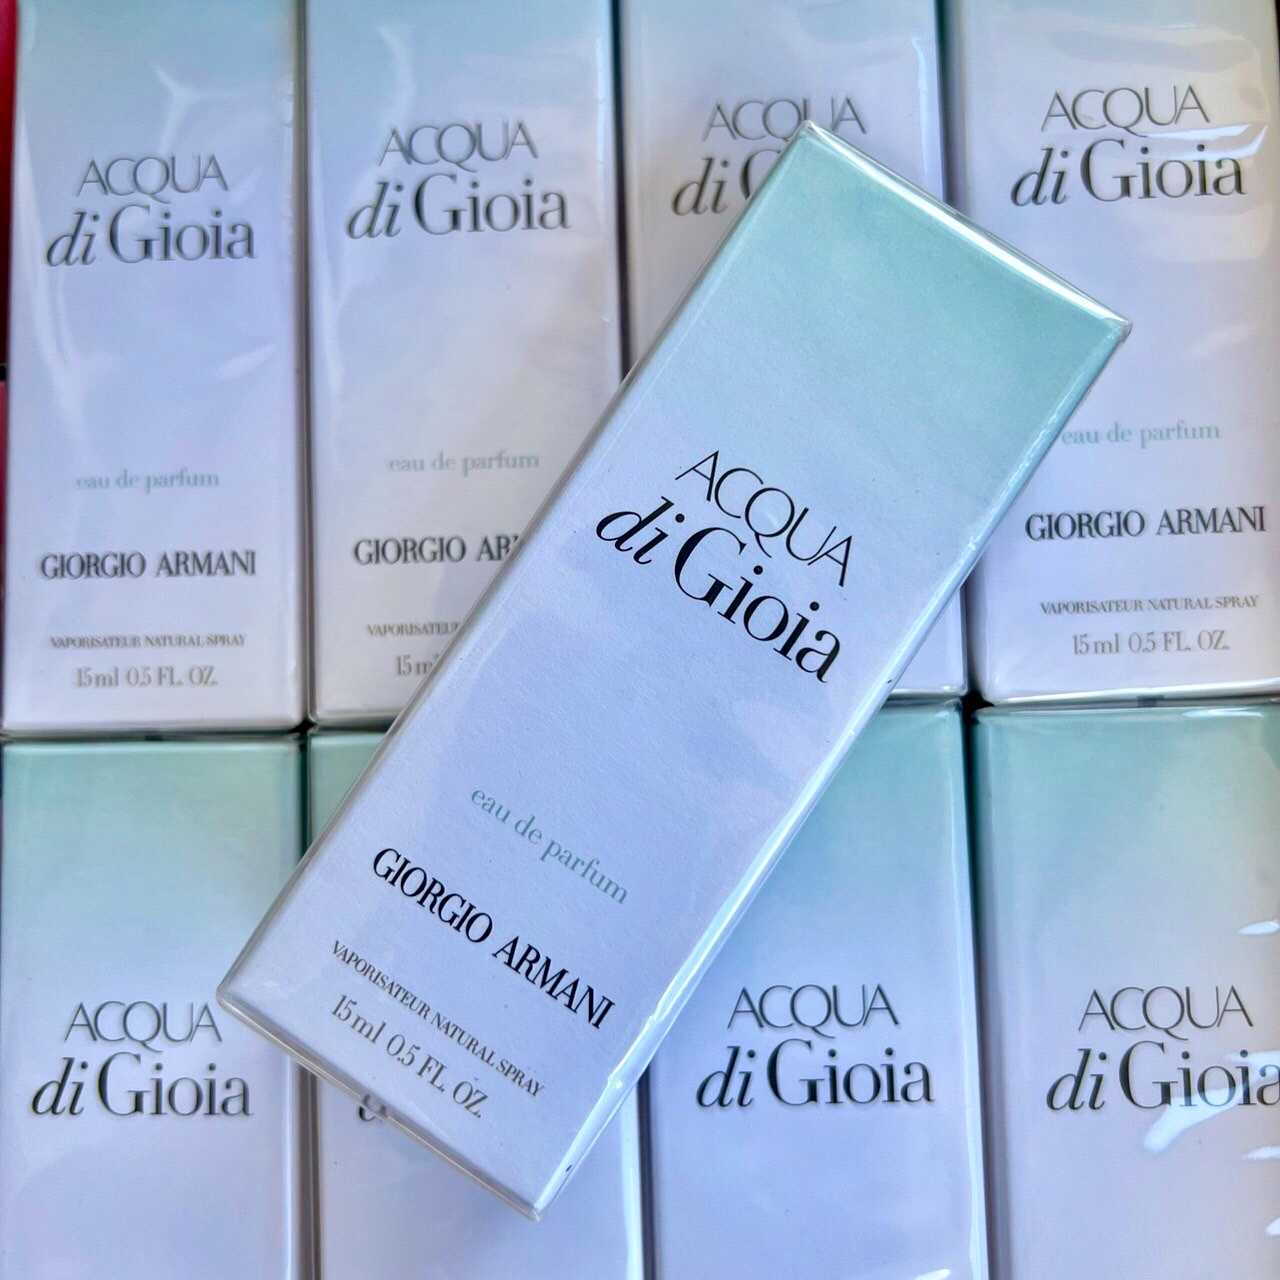 ACQUA
di Gioia
eau de parfum
GIORGIO ARMANI
VAPORISATEUR NATURAL SPRAY
15 ml 0.5 FL. OZ.
ACQUA
di Gioia
eau de parfum
GIORGIO
15
ACQUA
di
ACQUA
di Gioia
eau de parfum
GIORGIO ARMANI
VAPORISATEUR NATURAL SPRAY
15 ml 0.5 FL. OZ.
ACQUA
di Gioia
eau de parfum
GIORGIO ARMANI
VAPORISATEUR NATURAL SPRAY
15 ml 0.5 FL. OZ.
ACQUA
di Gioia
ACQUA
di Gioia
ACQUA
di Gioia